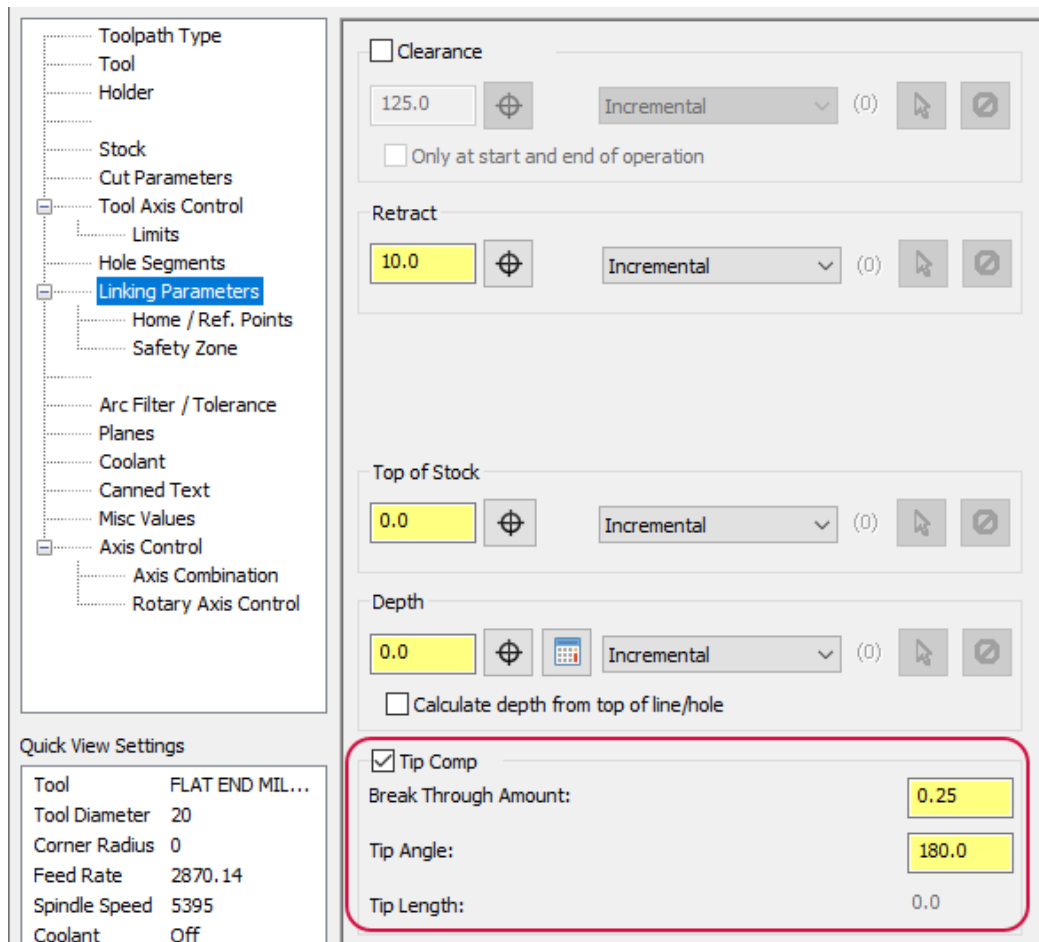 Toolpath Type
Tool
Holder
Stock
Cut Parameters
Tool Axis Control
Limits
Hole Segments
Linking Parameters
Home / Ref. Points
Safety Zone
Arc Filter / Tolerance
Planes
Coolant
Canned Text
Misc Values
Axis Control
Axis Combination
Rotary Axis Control
Quick View Settings
Tool FLAT END MIL...
Tool Diameter 20
Corner Radius 0
Feed Rate 2870.14
Spindle Speed 5395
Coolant Off
Clearance
125.0 Incremental (0)
Only at start and end of operation
Retract
10.0 Incremental (0)
Top of Stock
0.0 Incremental (0)
Depth
0.0 Incremental (0)
Calculate depth from top of line/hole
Tip Comp
Break Through Amount: 0.25
Tip Angle: 180.0
Tip Length: 0.0